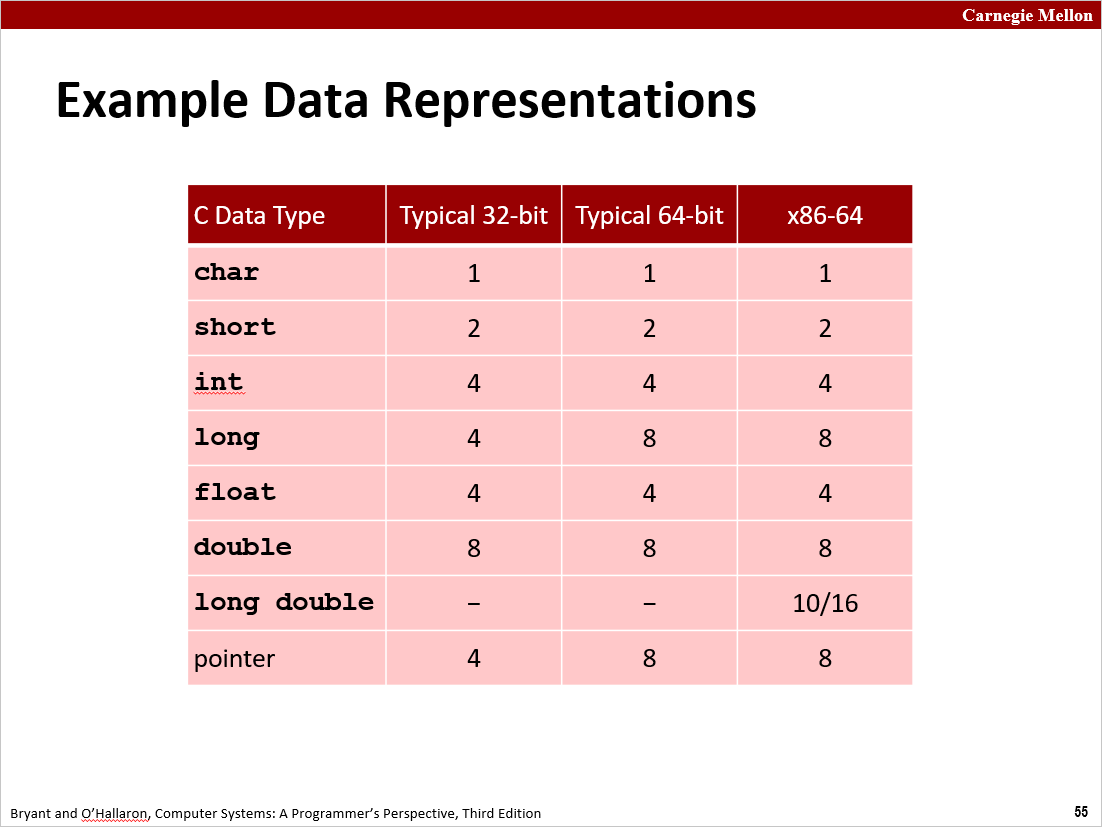 Carnegie Mellon
Example Data Representations
C Data Type Typical 32-bit Typical 64-bit x86-64
char 1 1 1
short 2 2 2
int 4 4 4
long 4 8 8
float 4 4 4
double 8 8 8
long double – – 10/16
pointer 4 8 8
Bryant and O’Hallaron, Computer Systems: A Programmer’s Perspective, Third Edition 55